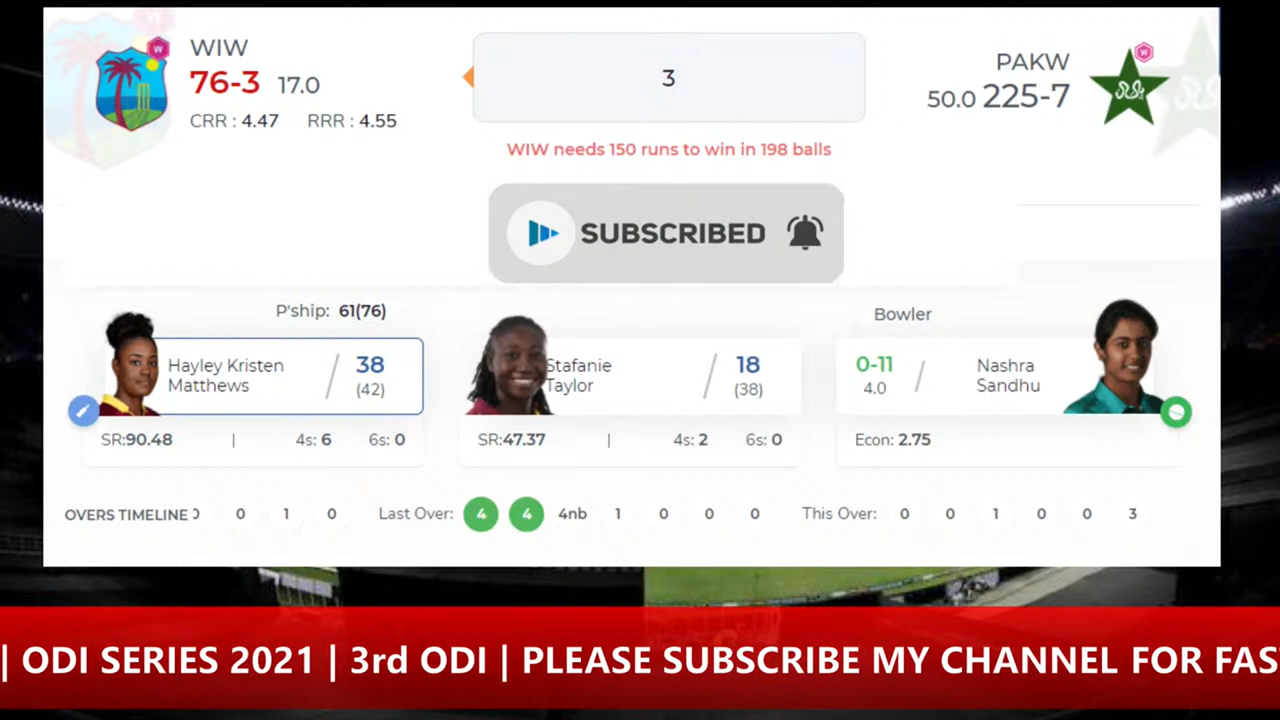 WIW
76-3 17.0
CRR : 4.47 RRR : 4.55
3
WIW needs 150 runs to win in 198 balls
PAKW
50.0 225-7
SUBSCRIBED
P'ship: 61(76)
Hayley Kristen Matthews / 38 (42)
SR:90.48 | 4s: 6 6s: 0
Stafanie Taylor / 18 (38)
SR:47.37 | 4s: 2 6s: 0
Bowler
0-11 4.0 / Nashra Sandhu
Econ: 2.75
OVERS TIMELINE 0 1 0 Last Over: 4 4 4nb 1 0 0 0 This Over: 0 0 1 0 0 3
| ODI SERIES 2021 | 3rd ODI | PLEASE SUBSCRIBE MY CHANNEL FOR FAS